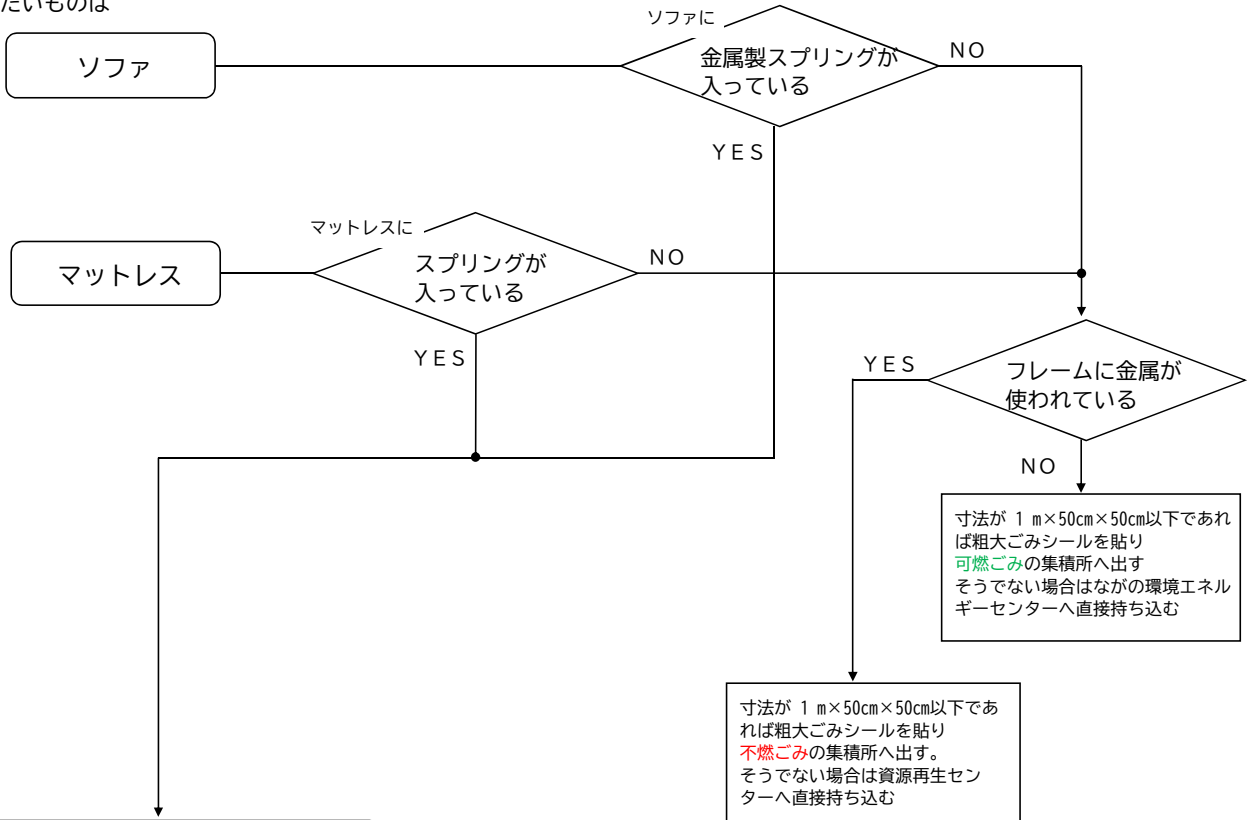 たいものは
ソファに
ソファ
金属製スプリングが
入っている
ＮＯ
ＹＥＳ
マットレスに
マットレス
スプリングが
入っている
ＮＯ
ＹＥＳ
ＹＥＳ
フレームに金属が
使われている
ＮＯ
寸法が 1 m×50cm×50cm以下であれ
ば粗大ごみシールを貼り
可燃ごみの集積所へ出す
そうでない場合はながの環境エネル
ギーセンターへ直接持ち込む
寸法が 1 m×50cm×50cm以下であ
れば粗大ごみシールを貼り
不燃ごみの集積所へ出す。
そうでない場合は資源再生セン
ターへ直接持ち込む